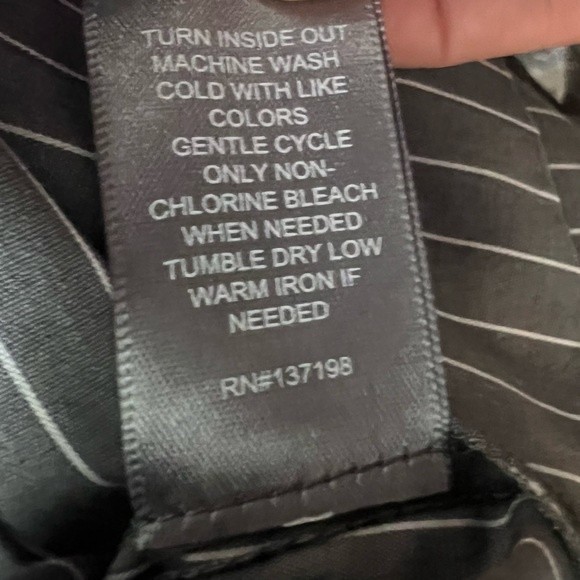 TURN INSIDE OUT
MACHINE WASH
COLD WITH LIKE
COLORS
GENTLE CYCLE
ONLY NON-
CHLORINE BLEACH
WHEN NEEDED
TUMBLE DRY LOW
WARM IRON IF
NEEDED
RN#137198